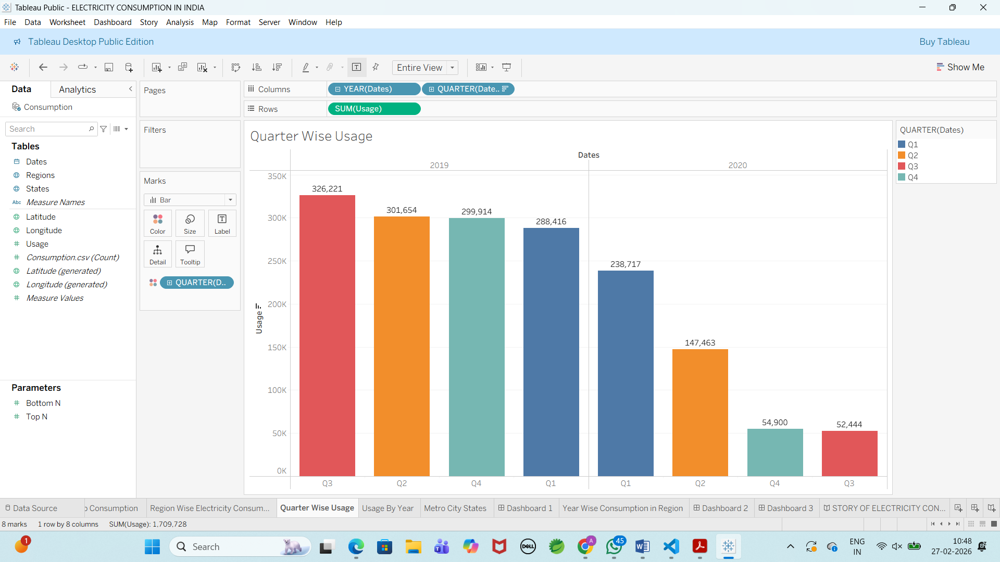 Tableau Public - ELECTRICITY CONSUMPTION IN INDIA
File Data Worksheet Dashboard Story Analysis Map Format Server Window Help
Tableau Desktop Public Edition
Buy Tableau
Entire View
Show Me
Data
Analytics
Consumption
Search
Tables
Dates
Regions
States
Abc Measure Names
Latitude
Longitude
Usage
Consumption.csv (Count)
Latitude (generated)
Longitude (generated)
Measure Values
Parameters
Bottom N
Top N
Pages
Filters
Marks
Bar
Color
Size
Label
Detail
Tooltip
QUARTER(D..
Columns
YEAR(Dates)
QUARTER(Date..
Rows
SUM(Usage)
Quarter Wise Usage
Dates
2019
2020
350K
300K
250K
200K
150K
100K
50K
0K
Usage
326,221
301,654
299,914
288,416
238,717
147,463
54,900
52,444
Q3
Q2
Q4
Q1
Q1
Q2
Q4
Q3
QUARTER(Dates)
Q1
Q2
Q3
Q4
Data Source
Consumption
Region Wise Electricity Consum...
Quarter Wise Usage
Usage By Year
Metro City States
Dashboard 1
Year Wise Consumption in Region
Dashboard 2
Dashboard 3
STORY OF ELECTRICITY CON...
8 marks
1 row by 8 columns
SUM(Usage): 1,709,728
1
Search
DELL
A
45
ENG
IN
10:48
27-02-2026